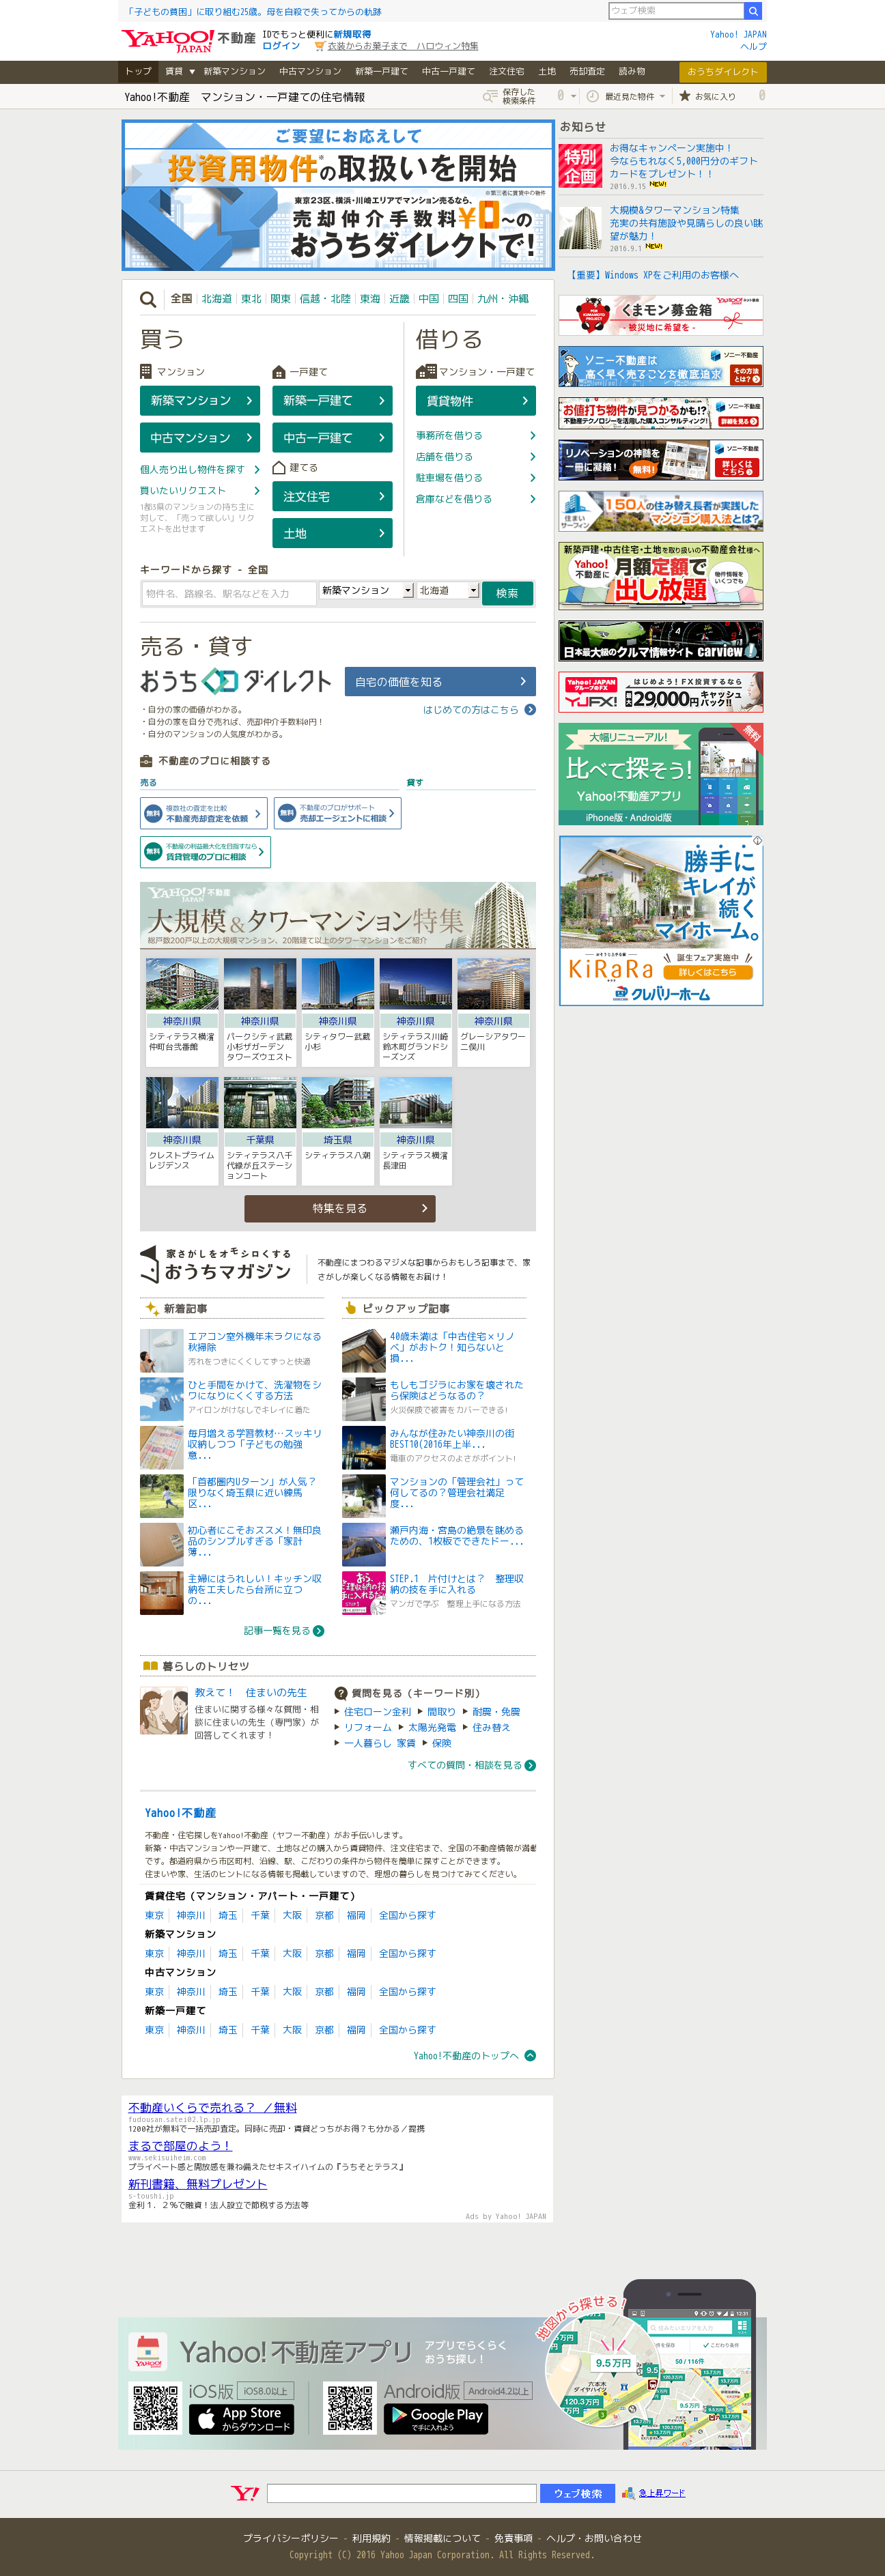 「子どもの貧困」に取り組む25歳。母を自殺で失ってからの軌跡
ウェブ検索
YAHOO!不動産 JAPAN
IDでもっと便利に新規取得
ログイン 衣装からお菓子まで ハロウィン特集
Yahoo! JAPAN
ヘルプ
トップ 賃貸 ▼ 新築マンション 中古マンション 新築一戸建て 中古一戸建て 注文住宅 土地 売却査定 読み物 おうちダイレクト
Yahoo!不動産 マンション・一戸建ての住宅情報
保存した検索条件 0 最近見た物件 お気に入り 0
ご要望にお応えして
投資用物件※の取扱いを開始
※第三者に賃貸中の物件
東京23区、横浜・川崎エリアでマンション売るなら、
売却仲介手数料¥0～の
おうちダイレクトで!
全国 北海道 東北 関東 信越・北陸 東海 近畿 中国 四国 九州・沖縄
買う
マンション
新築マンション
中古マンション
個人売り出し物件を探す
買いたいリクエスト
1都3県のマンションの持ち主に
対して、「売って欲しい」リク
エストを出せます
一戸建て
新築一戸建て
中古一戸建て
建てる
注文住宅
土地
借りる
マンション・一戸建て
賃貸物件
事務所を借りる
店舗を借りる
駐車場を借りる
倉庫などを借りる
キーワードから探す - 全国
物件名、路線名、駅名などを入力 新築マンション 北海道 検索
売る・貸す
おうちダイレクト
自宅の価値を知る
・自分の家の価値がわかる。
・自分の家を自分で売れば、売却仲介手数料0円!
・自分のマンションの人気度がわかる。
はじめての方はこちら
不動産のプロに相談する
売る
貸す
無料 複数社の査定を比較
不動産売却査定を依頼
無料 不動産のプロがサポート
売却エージェントに相談
無料 不動産の利益最大化を目指すなら
賃貸管理のプロに相談
YAHOO!不動産 JAPAN
大規模&タワーマンション特集
総戸数200戸以上の大規模マンション、20階建て以上のタワーマンションをご紹介
神奈川県
シティテラス横濱仲町台弐番館
神奈川県
パークシティ武蔵小杉ザガーデンタワーズウエスト
神奈川県
シティタワー武蔵小杉
神奈川県
シティテラス川崎鈴木町グランドシーズンズ
神奈川県
グレーシアタワー二俣川
神奈川県
クレストプライムレジデンス
千葉県
シティテラス八千代緑が丘ステーションコート
埼玉県
シティテラス八潮
神奈川県
シティテラス横濱長津田
特集を見る
家さがしをオモシロくする
おうちマガジン
不動産にまつわるマジメな記事からおもしろ記事まで、家
さがしが楽しくなる情報をお届け!
新着記事
エアコン室外機年末ラクになる秋掃除
汚れをつきにくくしてずっと快適
ひと手間をかけて、洗濯物をシワになりにくくする方法
アイロンがけなしでキレイに着た
毎月増える学習教材…スッキリ収納しつつ「子どもの勉強意...
「首都圏内Uターン」が人気?限りなく埼玉県に近い練馬区...
初心者にこそおススメ!無印良品のシンプルすぎる「家計簿...
主婦にはうれしい!キッチン収納を工夫したら台所に立つの...
記事一覧を見る
ピックアップ記事
40歳未満は「中古住宅×リノベ」がおトク!知らないと損...
もしもゴジラにお家を壊されたら保険はどうなるの?
火災保険で被害をカバーできる!
みんなが住みたい神奈川の街BEST10(2016年上半...
電車のアクセスのよさがポイント!
マンションの「管理会社」って何してるの?管理会社満足度...
瀬戸内海・宮島の絶景を眺めるための、1枚板でできたドー...
STEP.1 片付けとは? 整理収納の技を手に入れる
マンガで学ぶ 整理上手になる方法
暮らしのトリセツ
教えて! 住まいの先生
住まいに関する様々な質問・相
談に住まいの先生(専門家)が
回答してくれます!
質問を見る(キーワード別)
住宅ローン金利 間取り 耐震・免震
リフォーム 太陽光発電 住み替え
一人暮らし 家賃 保険
すべての質問・相談を見る
Yahoo!不動産
不動産・住宅探しをYahoo!不動産(ヤフー不動産)がお手伝いします。
新築・中古マンションや一戸建て、土地などの購入から賃貸物件、注文住宅まで、全国の不動産情報が満載
です。都道府県から市区町村、沿線、駅、こだわりの条件から物件を簡単に探すことができます。
住まいや家、生活のヒントになる情報も掲載していますので、理想の暮らしを見つけてみてください。
賃貸住宅(マンション・アパート・一戸建て)
東京 神奈川 埼玉 千葉 大阪 京都 福岡 全国から探す
新築マンション
東京 神奈川 埼玉 千葉 大阪 京都 福岡 全国から探す
中古マンション
東京 神奈川 埼玉 千葉 大阪 京都 福岡 全国から探す
新築一戸建て
東京 神奈川 埼玉 千葉 大阪 京都 福岡 全国から探す
Yahoo!不動産のトップへ
お知らせ
特別企画
お得なキャンペーン実施中!
今ならもれなく5,000円分のギフト
カードをプレゼント!!
2016.9.15 NEW!
大規模&タワーマンション特集
充実の共有施設や見晴らしの良い眺
望が魅力!
2016.9.1 NEW!
【重要】Windows XPをご利用のお客様へ
くまモン募金箱
- 被災地に希望を -
ソニー不動産は
高く早く売ることを徹底追求
ソニー不動産
その方法とは?
お値打ち物件が見つかるかも!?
不動産テクノロジーを活用した購入コンサルティング!
ソニー不動産
詳細を見る
リノベーションの神髄を
一冊に凝縮! 無料!
ソニー不動産
詳しくはこちら
住まいサーフィン
150人の住み替え長者が実践した
マンション購入法とは?
新築戸建・中古住宅・土地を取り扱いの不動産会社様へ
Yahoo!不動産に 月額定額で出し放題
物件情報をいくつでも
日本最大級のクルマ情報サイト carview!
Yahoo! JAPANグループのFX
YJFX!
はじめよう!FX投資するなら
最大29,000円キャッシュバック!!
大幅リニューアル!
無料
比べて探そう!
Yahoo!不動産アプリ
iPhone版・Android版
勝手にキレイが続くマイホーム。
おそうじ上手な家
KiRaRa
誕生フェア実施中
詳しくはこちら
クレバリーホーム
不動産いくらで売れる? /無料
fudousan.satei02.lp.jp
1200社が無料で一括売却査定。同時に売却・賃貸どっちがお得?も分かる/提携
まるで部屋のよう!
www.sekisuiheim.com
プライベート感と開放感を兼ね備えたセキスイハイムの『うちそとテラス』
新刊書籍、無料プレゼント
s-toushi.jp
金利1.2%で融資!法人設立で節税する方法等
Ads by Yahoo! JAPAN
Yahoo!不動産アプリ
アプリでらくらく
おうち探し!
iOS版 iOS8.0以上
App Store
からダウンロード
Android版 Android4.2以上
Google Play
で手に入れよう
地図から探せる!
9.5万円
六本木
ダイヤハイツ
120.3万円
50/116件
ウェブ検索 急上昇ワード
プライバシーポリシー - 利用規約 - 情報掲載について - 免責事項 - ヘルプ・お問い合わせ
Copyright (C) 2016 Yahoo Japan Corporation. All Rights Reserved.